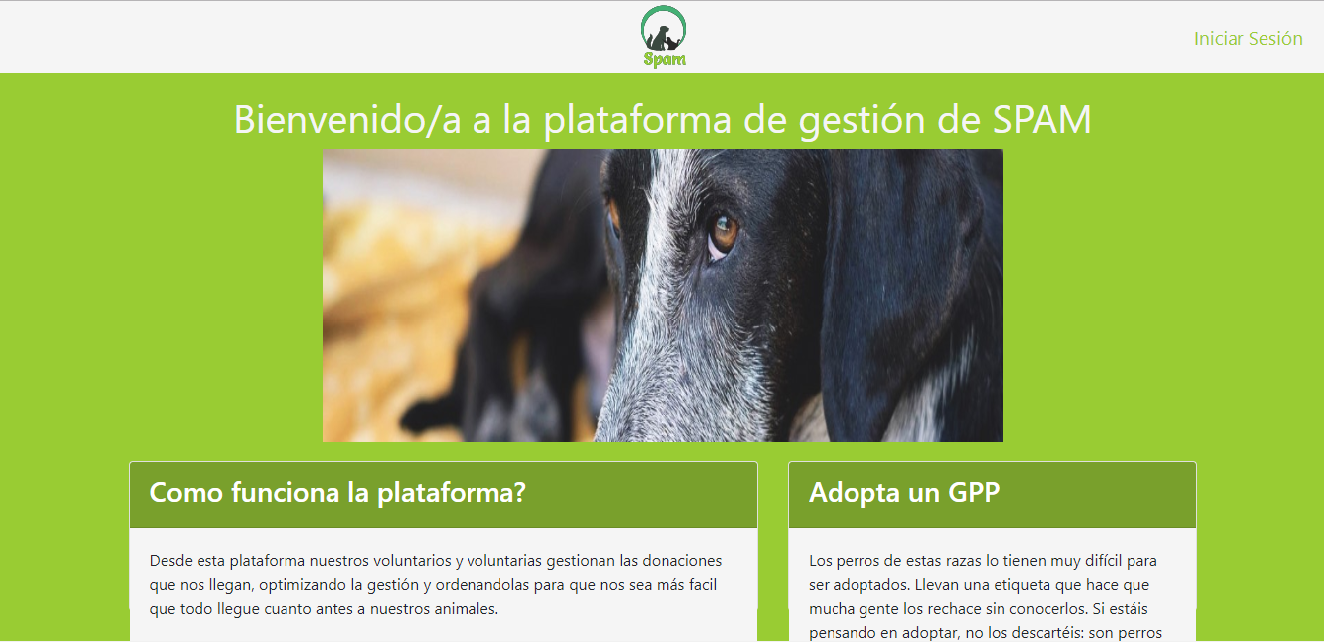 Spam
Iniciar Sesión
Bienvenido/a a la plataforma de gestión de SPAM
Como funciona la plataforma?
Desde esta plataforma nuestros voluntarios y voluntarias gestionan las donaciones
que nos llegan, optimizando la gestión y ordenandolas para que nos sea más facil
que todo llegue cuanto antes a nuestros animales.
Adopta un GPP
Los perros de estas razas lo tienen muy difícil para
ser adoptados. Llevan una etiqueta que hace que
mucha gente los rechace sin conocerlos. Si estáis
pensando en adoptar, no los descartéis: son perros